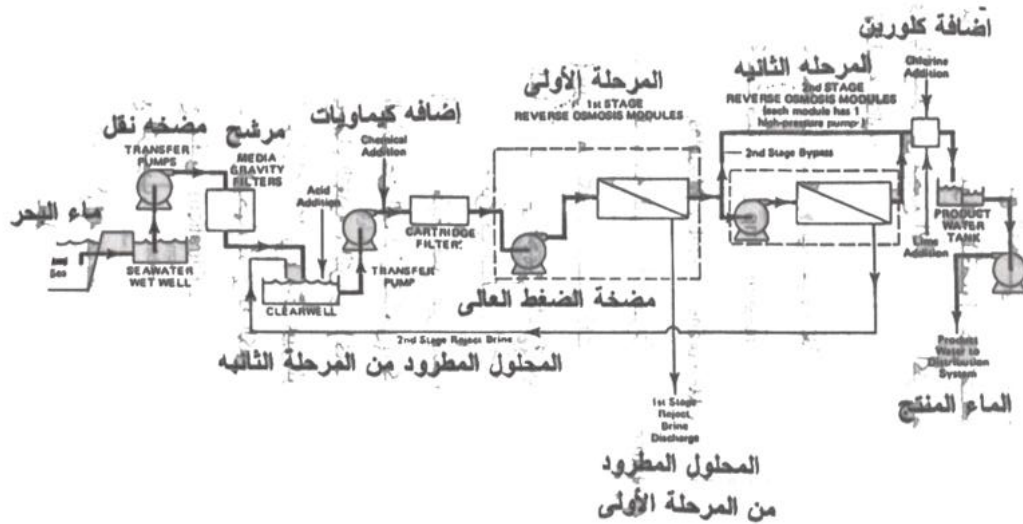 أضافة كلورين
Chlorine
Addition
المرحله الثانيه
2nd STAGE
REVERSE OSMOSIS MODULES
(each module has 1
high-pressure pump)
المرحلة الأولى
1st STAGE
REVERSE OSMOSIS MODULES
أضافه كيماويات
Chemical
Addition
مرشح
MEDIA
GRAVITY
FILTERS
مضخه نقل
TRANSFER
PUMPS
2nd Stage Bypass
Acid
Addition
ماء البحر
Sea
SEAWATER
WET WELL
CARTRIDGE
FILTER
TRANSFER
PUMP
CLEARWELL
PRODUCT
WATER
TANK
Lime
Addition
مضخة الضغط العالى
2nd Stage Reject Brine
المحلول المطرود من المرحلة الثانيه
Product
Water to
Distribution
System
الماء المنتج
1st Stage
Reject
Brine
Discharge
المحلول المطرود
من المرحلة الأولى